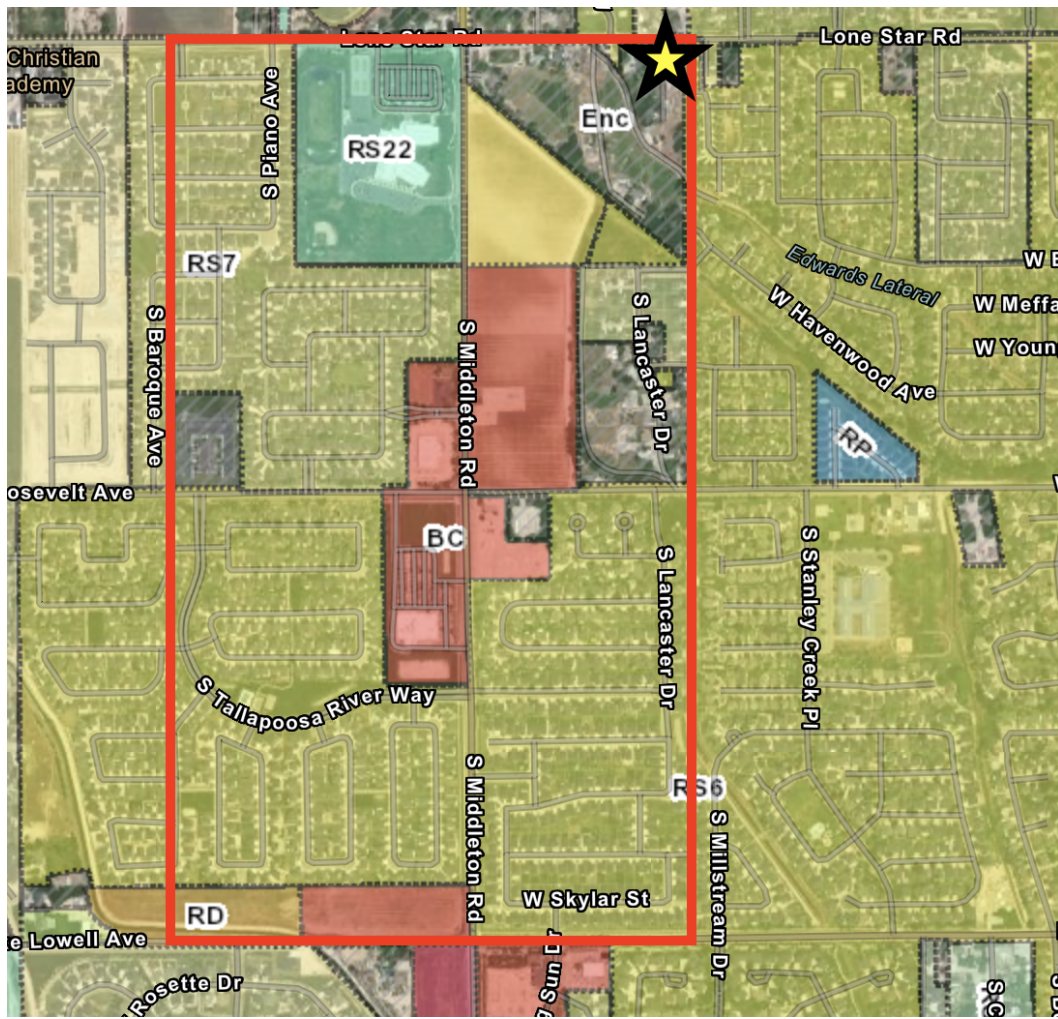 Lone Star Rd
Lone Star Rd
Christian
ademy
S Piano Ave
Enc
RS22
RS7
Edwards Lateral
W Havenwood Ave
W Meffa
W Youn
S Baroque Ave
S Middleton Rd
S Lancaster Dr
RP
osevelt Ave
BC
S Lancaster Dr
S Stanley Creek Pl
S Tallapoosa River Way
S Middleton Rd
RS6
S Millstream Dr
W Skylar St
RD
e Lowell Ave
Rosette Dr
g Sun Dr